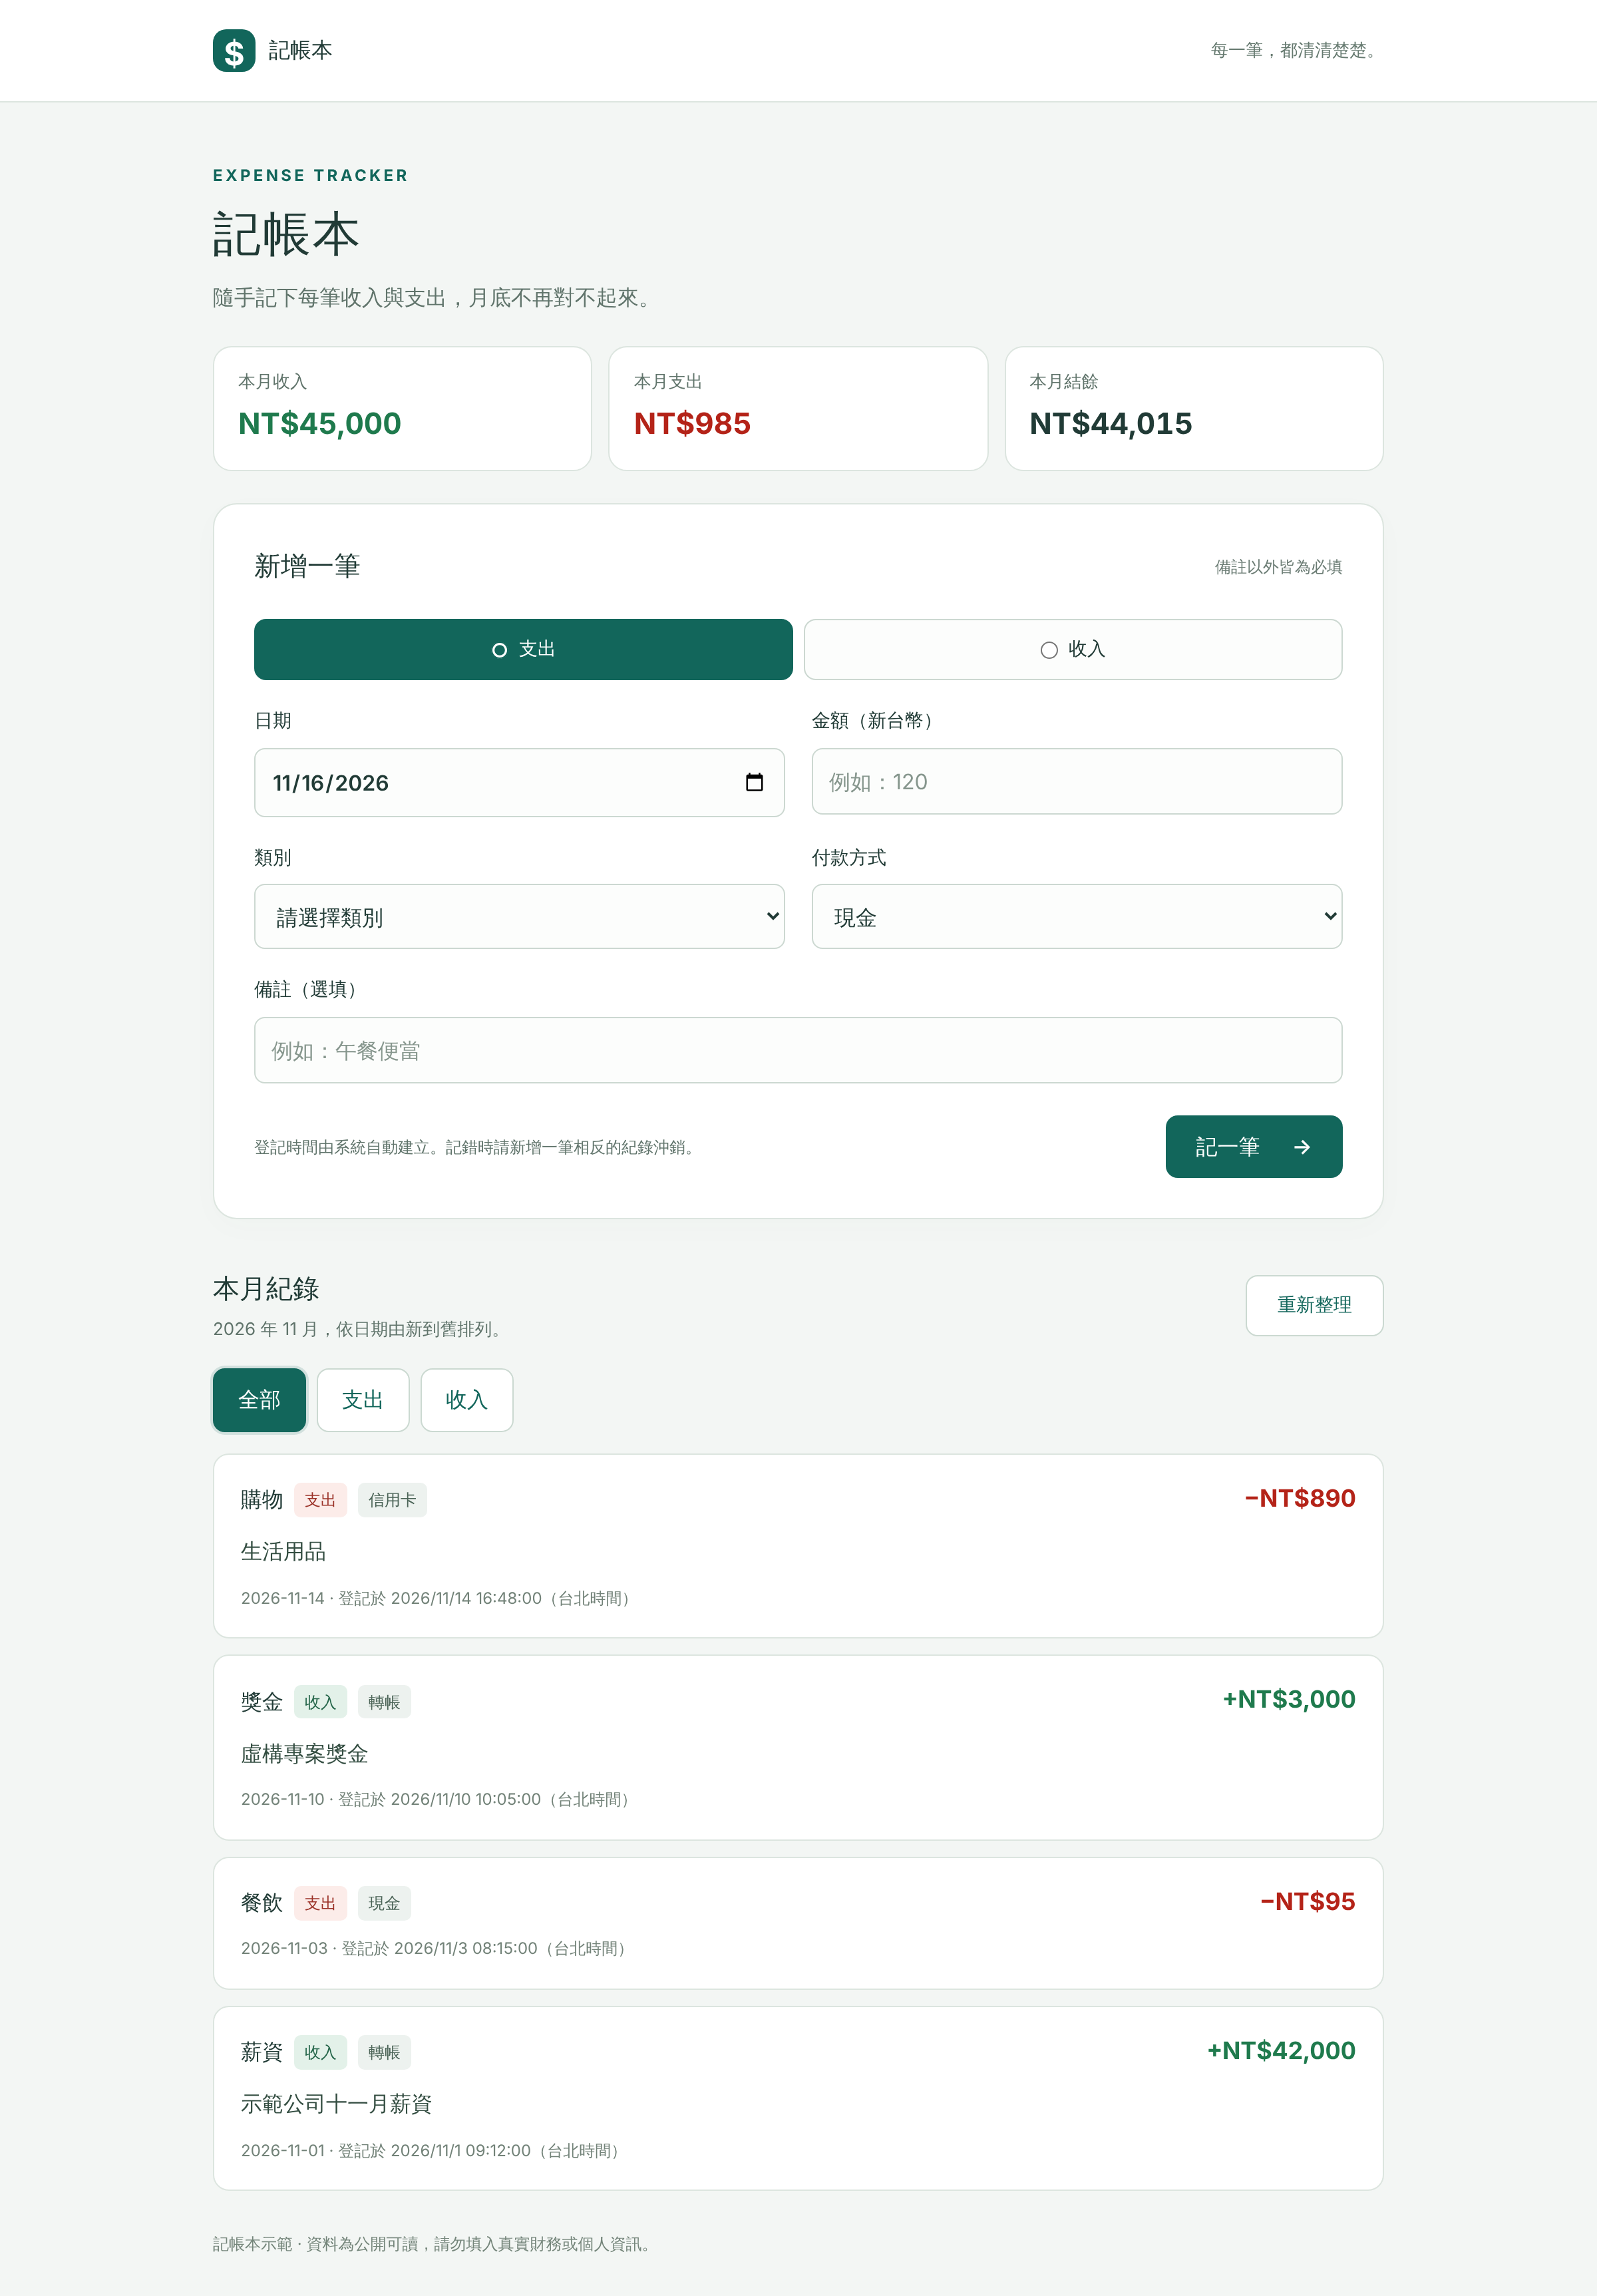 $ 記帳本
每一筆，都清清楚楚。
EXPENSE TRACKER
記帳本
隨手記下每筆收入與支出，月底不再對不起來。
本月收入
NT$45,000
本月支出
NT$985
本月結餘
NT$44,015
新增一筆
備註以外皆為必填
支出
收入
日期
11/16/2026
金額（新台幣）
例如：120
類別
請選擇類別
付款方式
現金
備註（選填）
例如：午餐便當
登記時間由系統自動建立。記錯時請新增一筆相反的紀錄沖銷。
記一筆 →
本月紀錄
2026 年 11 月，依日期由新到舊排列。
重新整理
全部 支出 收入
購物 支出 信用卡 −NT$890
生活用品
2026-11-14 · 登記於 2026/11/14 16:48:00（台北時間）
獎金 收入 轉帳 +NT$3,000
虛構專案獎金
2026-11-10 · 登記於 2026/11/10 10:05:00（台北時間）
餐飲 支出 現金 −NT$95
2026-11-03 · 登記於 2026/11/3 08:15:00（台北時間）
薪資 收入 轉帳 +NT$42,000
示範公司十一月薪資
2026-11-01 · 登記於 2026/11/1 09:12:00（台北時間）
記帳本示範 · 資料為公開可讀，請勿填入真實財務或個人資訊。